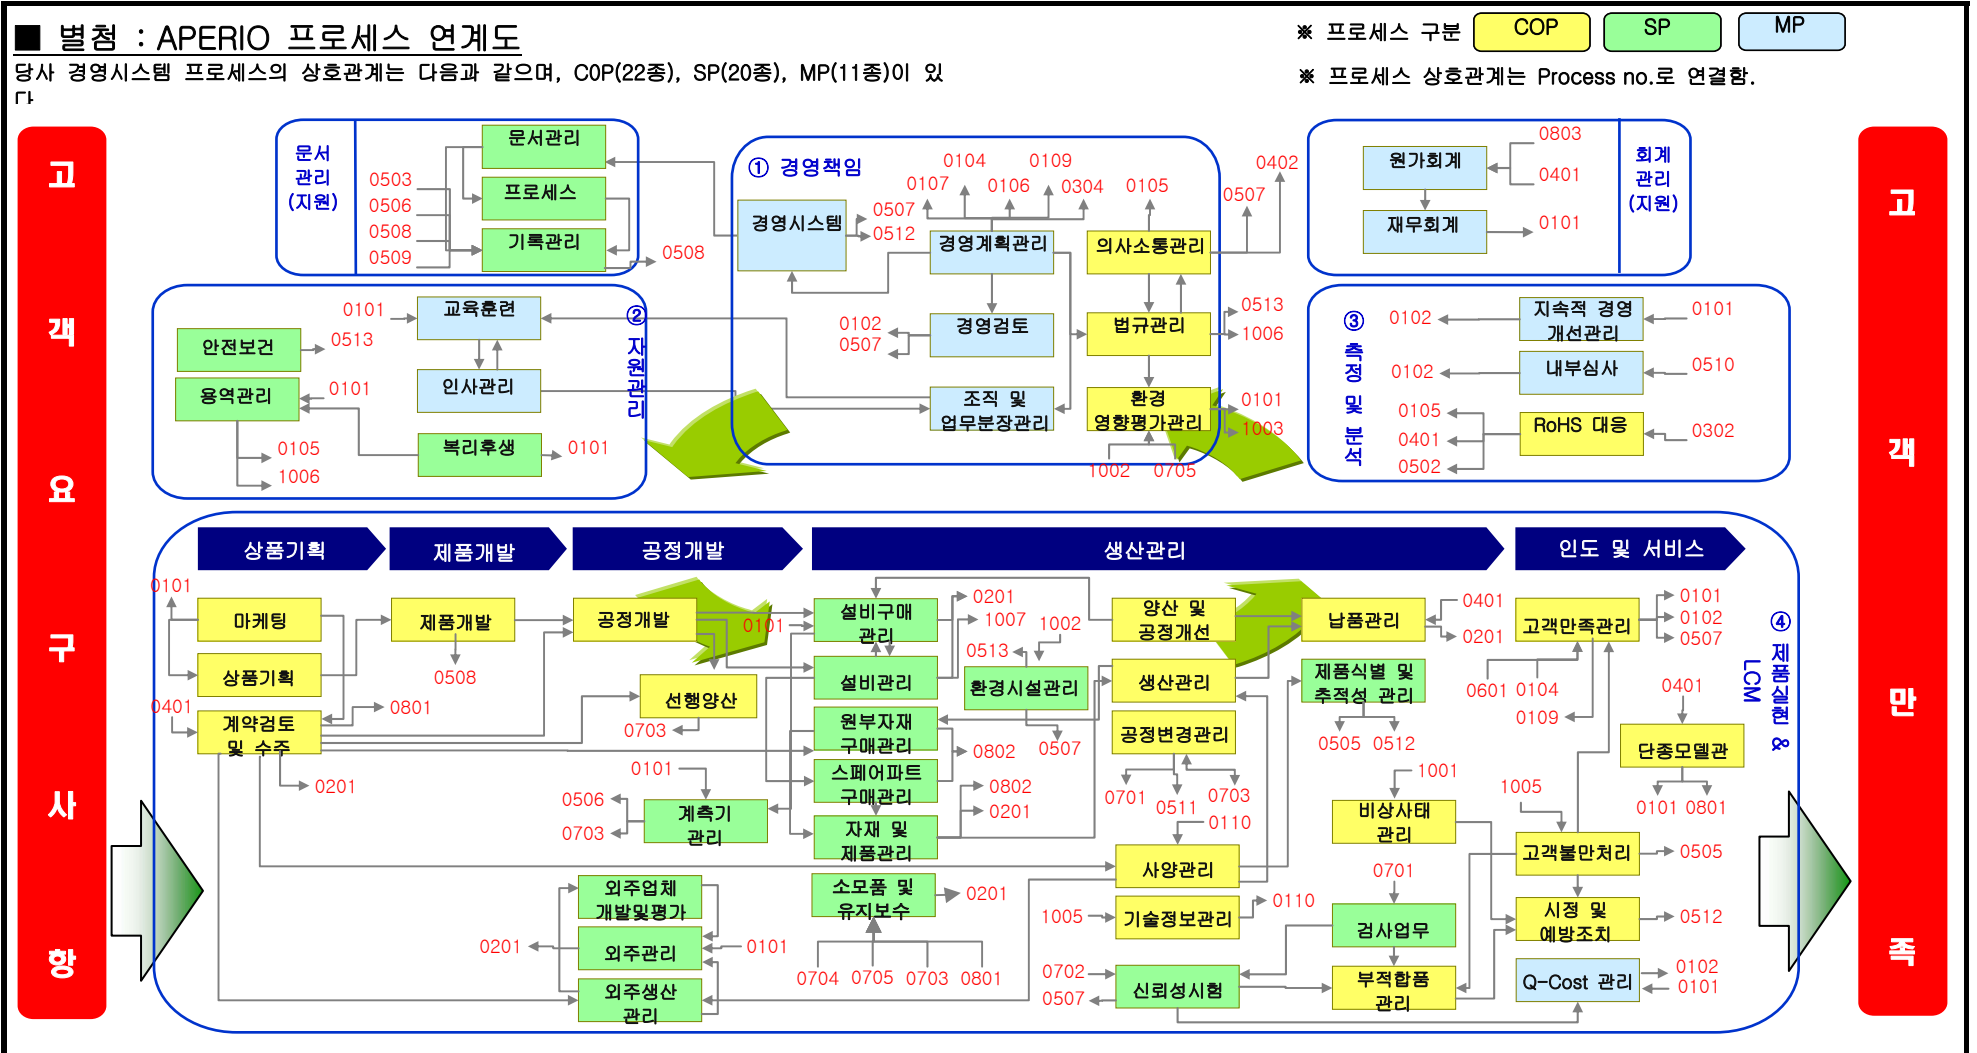 ■ 별첨 : APERIO 프로세스 연계도
※ 프로세스 구분
COP
SP
MP
당사 경영시스템 프로세스의 상호관계는 다음과 같으며, COP(22종), SP(20종), MP(11종)이 있
다
※ 프로세스 상호관계는 Process no.로 연결함.
고
객
요
구
사
항
문서
관리
(지원)
0503
0506
0508
0509
문서관리
프로세스
기록관리
0508
① 경영책임
경영시스템
0507
0512
0104
0109
0107
0106
0304
0105
0507
0402
경영계획관리
의사소통관리
0102
0507
경영검토
법규관리
0513
1006
조직 및
업무분장관리
환경
영향평가관리
0101
1003
1002
0705
원가회계
0803
0401
재무회계
0101
회계
관리
(지원)
②
자
원
관
리
0101
교육훈련
안전보건
0513
용역관리
0101
인사관리
0105
1006
복리후생
0101
③
측
정
및
분
석
0102
지속적 경영
개선관리
0101
0102
내부심사
0510
0105
0401
0502
RoHS 대응
0302
상품기획
제품개발
공정개발
생산관리
인도 및 서비스
④ 제품실현 &
LCM
0101
마케팅
상품기획
0401
계약검토
및 수주
0801
0201
제품개발
0508
공정개발
0101
선행양산
0703
0101
0506
0703
계측기
관리
외주업체
개발및평가
외주관리
외주생산
관리
0201
0101
설비구매
관리
0201
1007
설비관리
0513
1002
환경시설관리
0507
원부자재
구매관리
0802
스페어파트
구매관리
0802
0201
자재 및
제품관리
소모품 및
유지보수
0201
0704
0705
0703
0801
양산 및
공정개선
생산관리
공정변경관리
0701
0511
0703
0110
사양관리
1005
기술정보관리
0110
0702
0507
신뢰성시험
납품관리
0401
0201
제품식별 및
추적성 관리
0505
0512
1001
비상사태
관리
0701
검사업무
부적합품
관리
고객만족관리
0101
0102
0507
0601
0104
0109
0401
단종모델관
0101
0801
1005
고객불만처리
0505
시정 및
예방조치
0512
Q-Cost 관리
0102
0101
고
객
만
족